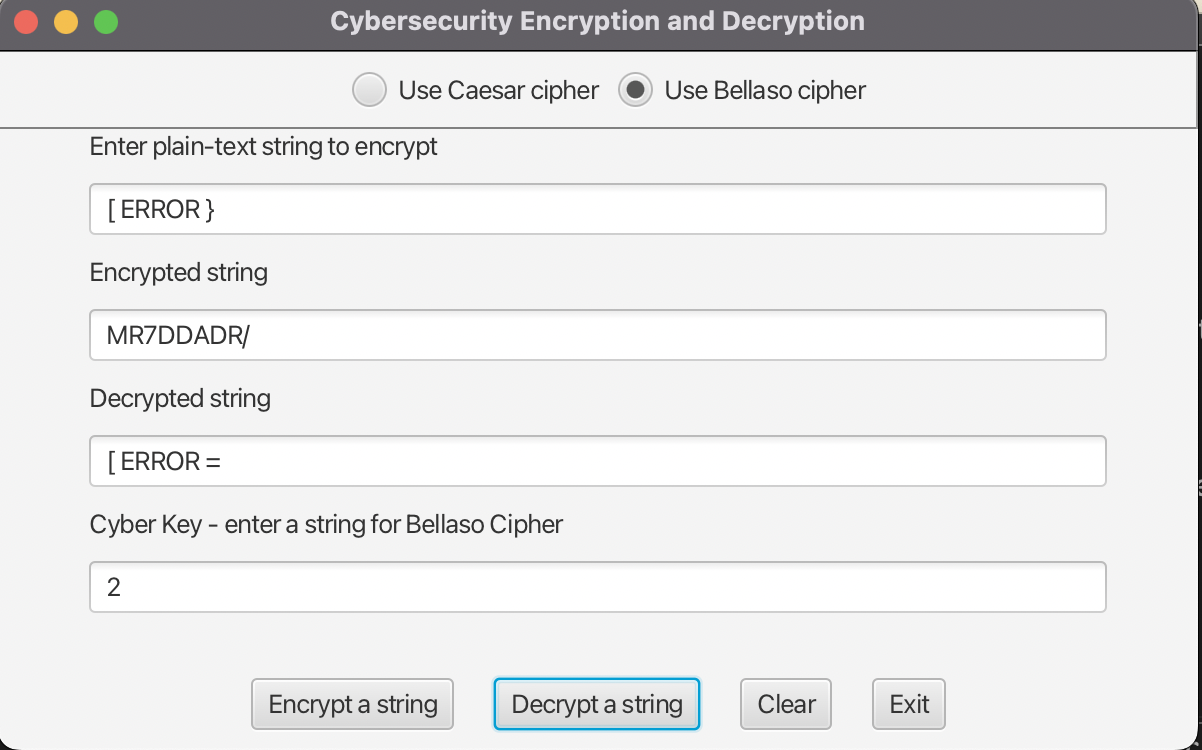 Cybersecurity Encryption and Decryption
Use Caesar cipher Use Bellaso cipher
Enter plain-text string to encrypt
[ ERROR }
Encrypted string
MR7DDADR/
Decrypted string
[ ERROR =
Cyber Key - enter a string for Bellaso Cipher
2
Encrypt a string Decrypt a string Clear Exit